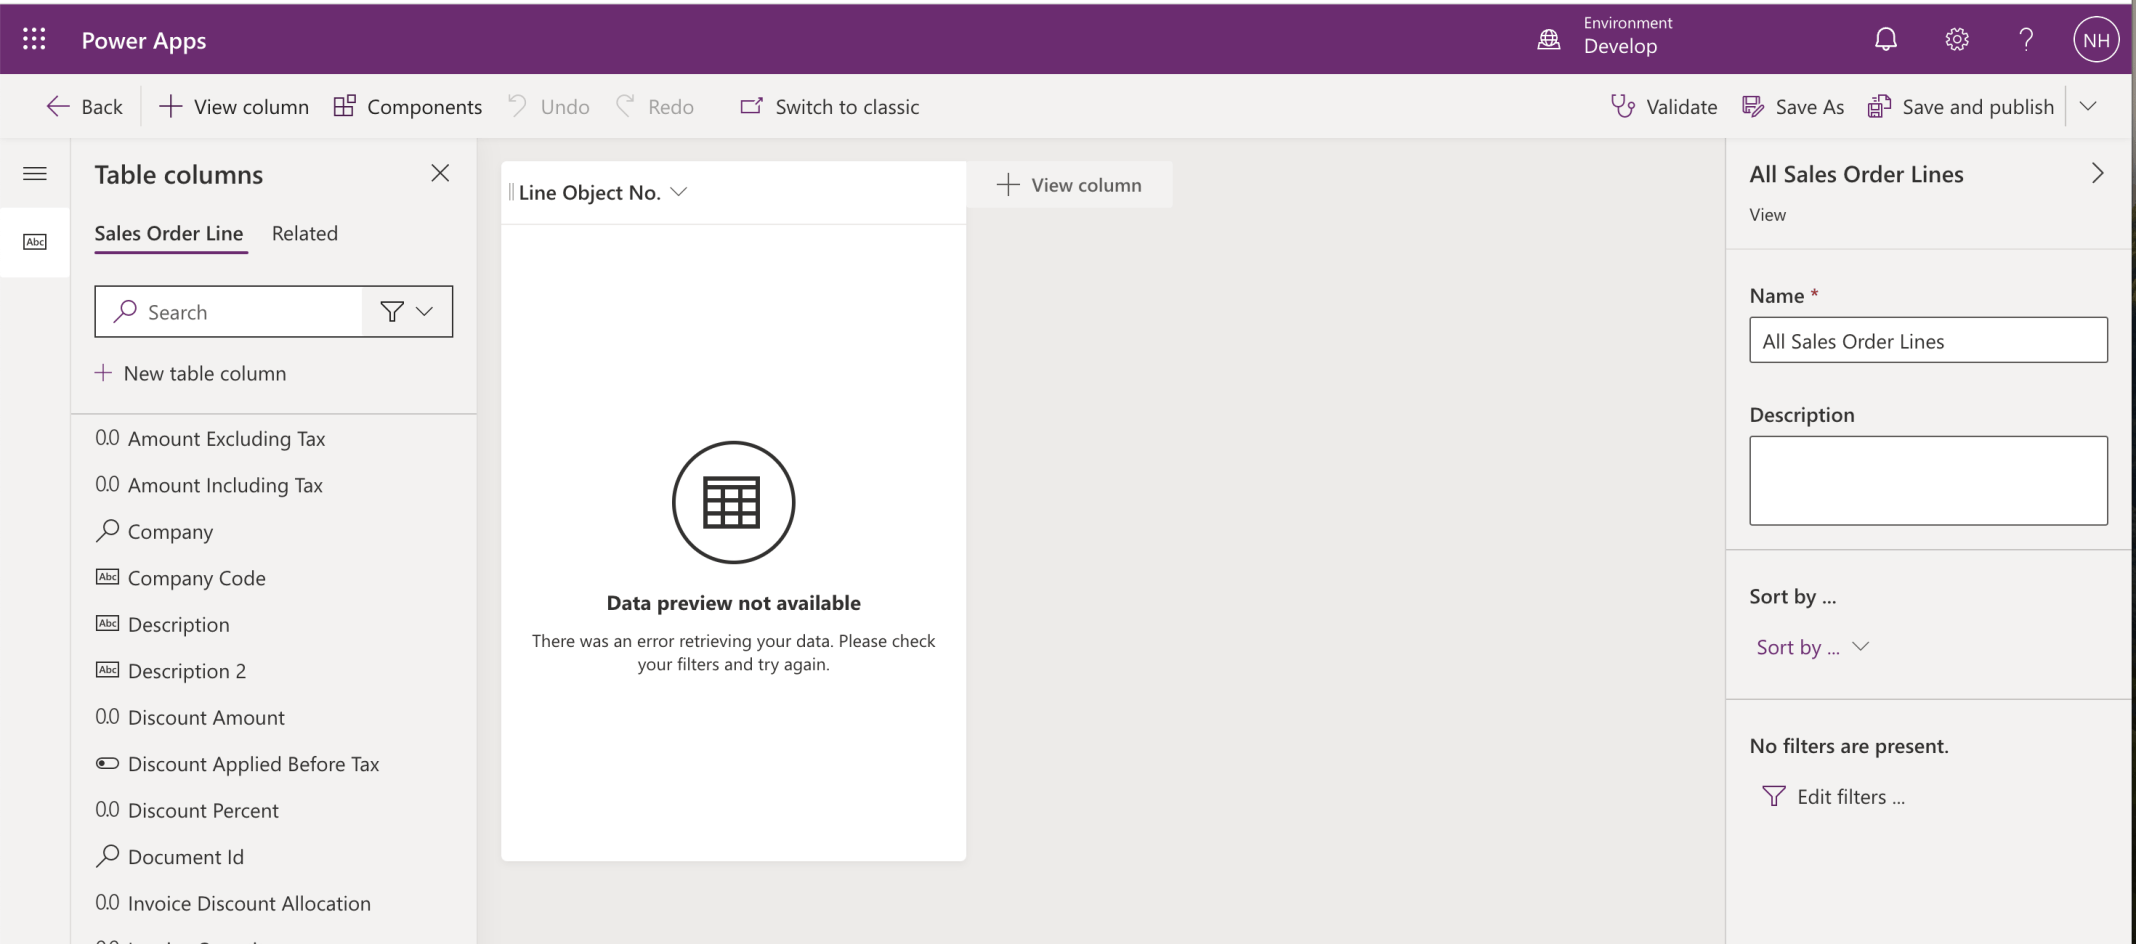 Power Apps
Environment
Develop
NH
Back
View column
Components
Undo
Redo
Switch to classic
Validate
Save As
Save and publish
Table columns
Sales Order Line
Related
Search
New table column
0.0 Amount Excluding Tax
0.0 Amount Including Tax
Company
Abc Company Code
Abc Description
Abc Description 2
0.0 Discount Amount
Discount Applied Before Tax
0.0 Discount Percent
Document Id
0.0 Invoice Discount Allocation
Abc
Line Object No.
View column
Data preview not available
There was an error retrieving your data. Please check
your filters and try again.
All Sales Order Lines
View
Name *
All Sales Order Lines
Description
Sort by ...
Sort by ...
No filters are present.
Edit filters ...